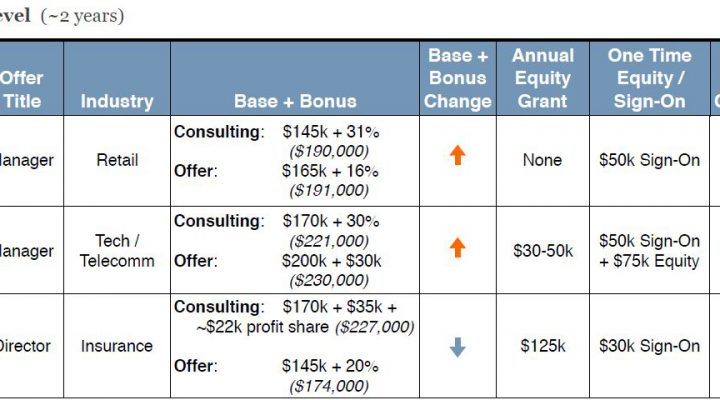 evel (~2 years)
Offer
Title
Industry
Base + Bonus
Base +
Bonus
Change
Annual
Equity
Grant
One Time
Equity /
Sign-On
anager
Retail
Consulting: $145k + 31%
($190,000)
Offer: $165k + 16%
($191,000)
None
$50k Sign-On
anager
Tech /
Telecomm
Consulting: $170k + 30%
($221,000)
Offer: $200k + $30k
($230,000)
$30-50k
$50k Sign-On
+ $75k Equity
Director
Insurance
Consulting: $170k + $35k +
~$22k profit share ($227,000)
Offer: $145k + 20%
($174,000)
$125k
$30k Sign-On